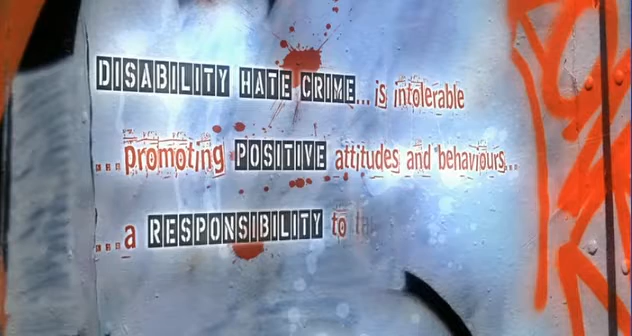 DISABILITY HATE CRIME... is intolerable
...promoting POSITIVE attitudes and behaviours...
...a RESPONSIBILITY to